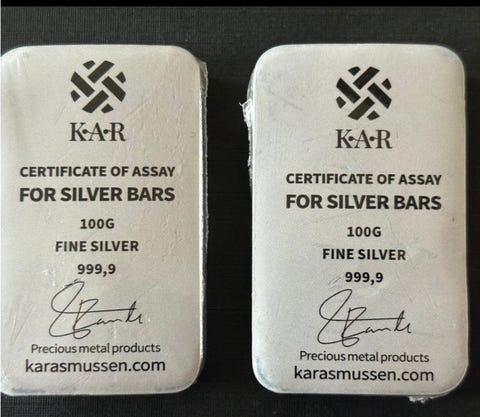 K·A·R
CERTIFICATE OF ASSAY
FOR SILVER BARS
100G
FINE SILVER
999,9
Precious metal products
karasmussen.com
K·A·R
CERTIFICATE OF ASSAY
FOR SILVER BARS
100G
FINE SILVER
999,9
Precious metal products
karasmussen.com